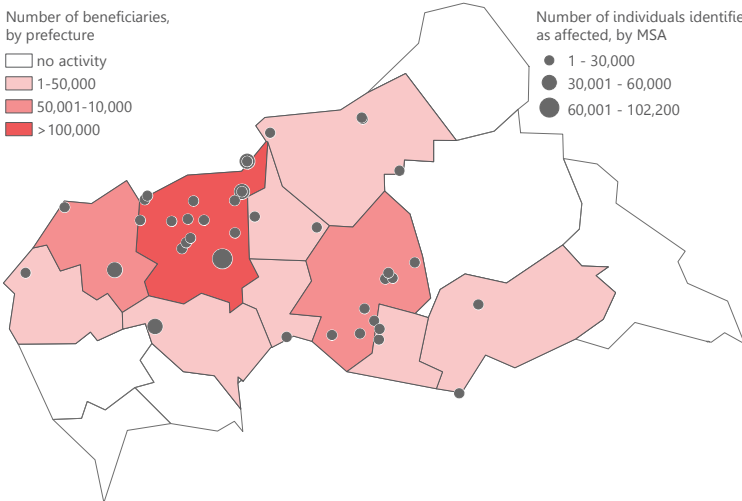 Number of beneficiaries,
by prefecture
no activity
1-50,000
50,001-10,000
>100,000
Number of individuals identifie
as affected, by MSA
1 - 30,000
30,001 - 60,000
60,001 - 102,200